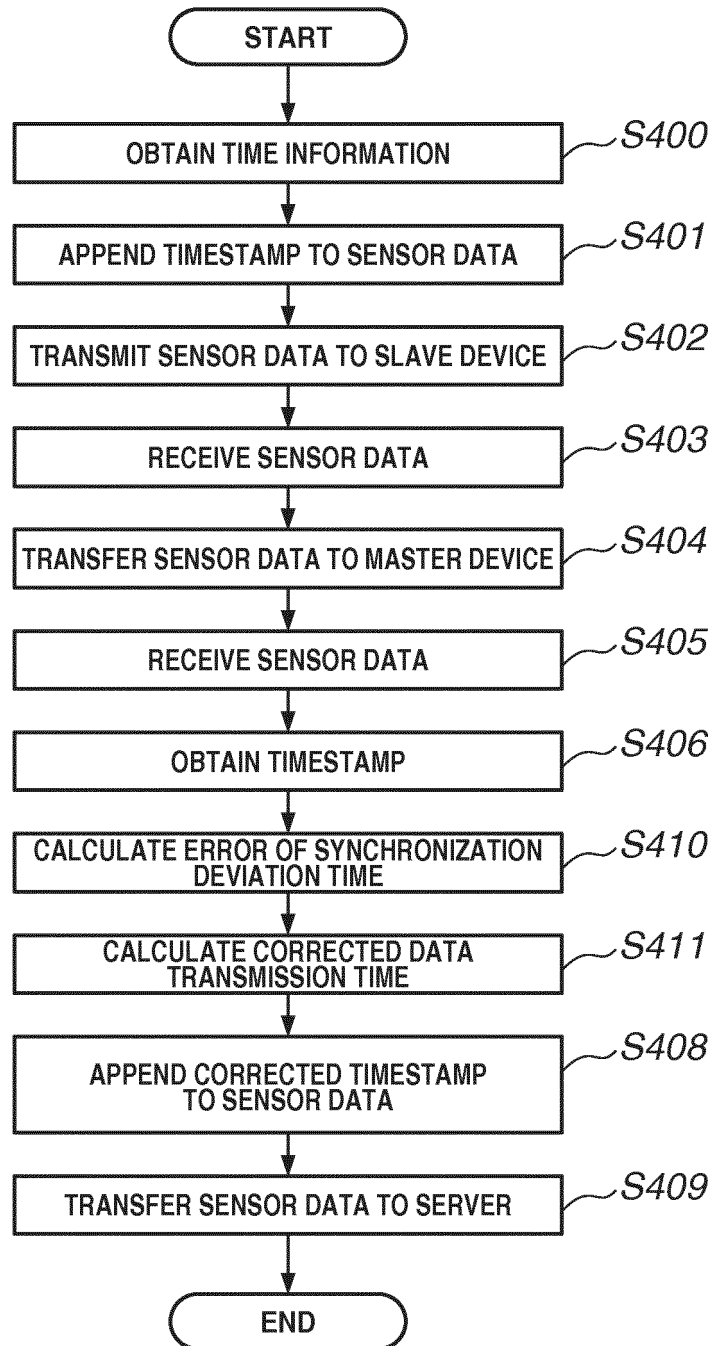 START
OBTAIN TIME INFORMATION
S400
APPEND TIMESTAMP TO SENSOR DATA
S401
TRANSMIT SENSOR DATA TO SLAVE DEVICE
S402
RECEIVE SENSOR DATA
S403
TRANSFER SENSOR DATA TO MASTER DEVICE
S404
RECEIVE SENSOR DATA
S405
OBTAIN TIMESTAMP
S406
CALCULATE ERROR OF SYNCHRONIZATION
DEVIATION TIME
S410
CALCULATE CORRECTED DATA
TRANSMISSION TIME
S411
APPEND CORRECTED TIMESTAMP
TO SENSOR DATA
S408
TRANSFER SENSOR DATA TO SERVER
S409
END